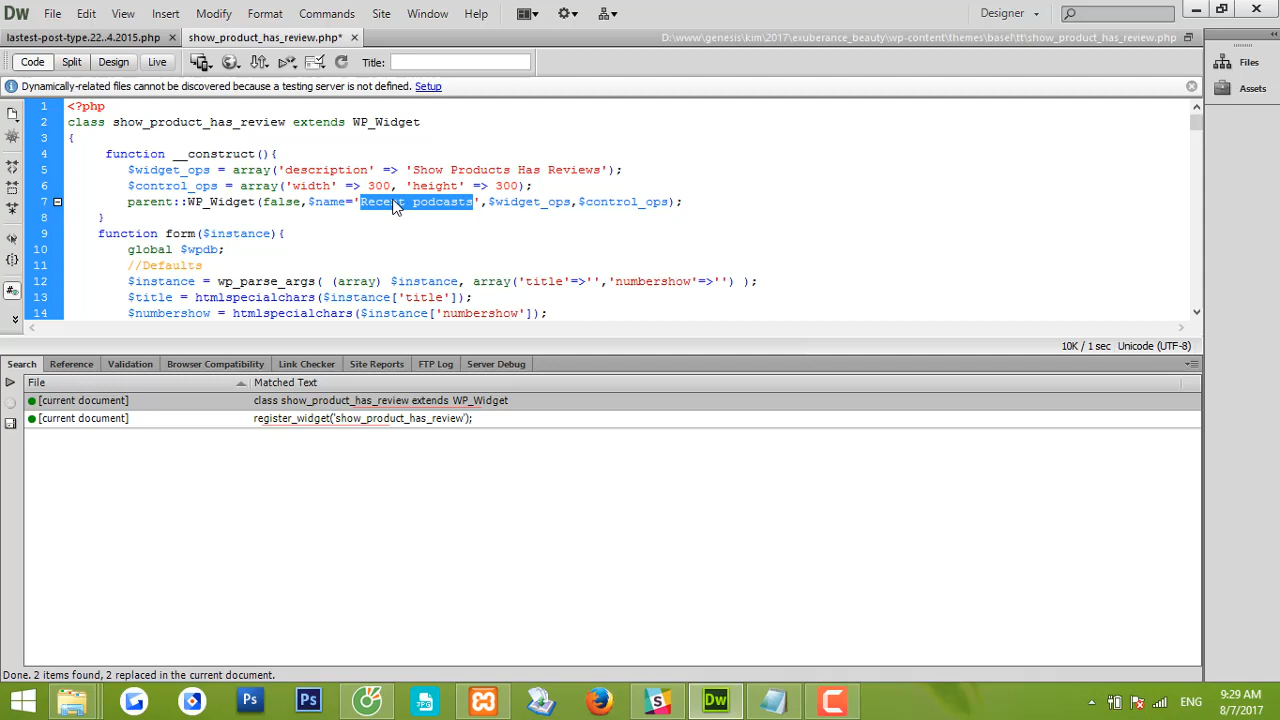 Dw File Edit View Insert Modify Format Commands Site Window Help Designer
lastest-post-type.22..4.2015.php show_product_has_review.php* D:\www\genesis\kim\2017\exuberance_beauty\wp-content\themes\basel\tt\show_product_has_review.php
Code Split Design Live Title: Files
Dynamically-related files cannot be discovered because a testing server is not defined. Setup Assets
1 <?php
2 class show_product_has_review extends WP_Widget
3 {
4 function __construct(){
5 $widget_ops = array('description' => 'Show Products Has Reviews');
6 $control_ops = array('width' => 300, 'height' => 300);
7 parent::WP_Widget(false,$name='Recent podcasts',$widget_ops,$control_ops);
8 }
9 function form($instance){
10 global $wpdb;
11 //Defaults
12 $instance = wp_parse_args( (array) $instance, array('title'=>'','numbershow'=>'') );
13 $title = htmlspecialchars($instance['title']);
14 $numbershow = htmlspecialchars($instance['numbershow']);
10K / 1 sec Unicode (UTF-8)
Search Reference Validation Browser Compatibility Link Checker Site Reports FTP Log Server Debug
File Matched Text
[current document] class show_product_has_review extends WP_Widget
[current document] register_widget('show_product_has_review');
Done. 2 items found, 2 replaced in the current document.
Ps Ps JPG Dw ENG 9:29 AM
8/7/2017